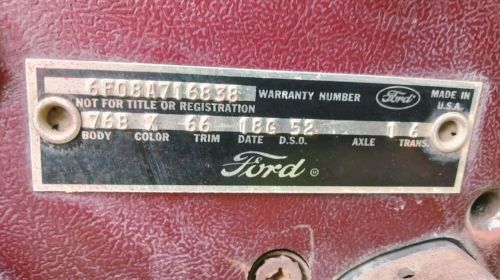 6F08A716838 WARRANTY NUMBER Ford MADE IN U.S.A.
NOT FOR TITLE OR REGISTRATION
76B X 66 18G 52 1 6
BODY COLOR TRIM DATE D.S.O. AXLE TRANS.
Ford ®